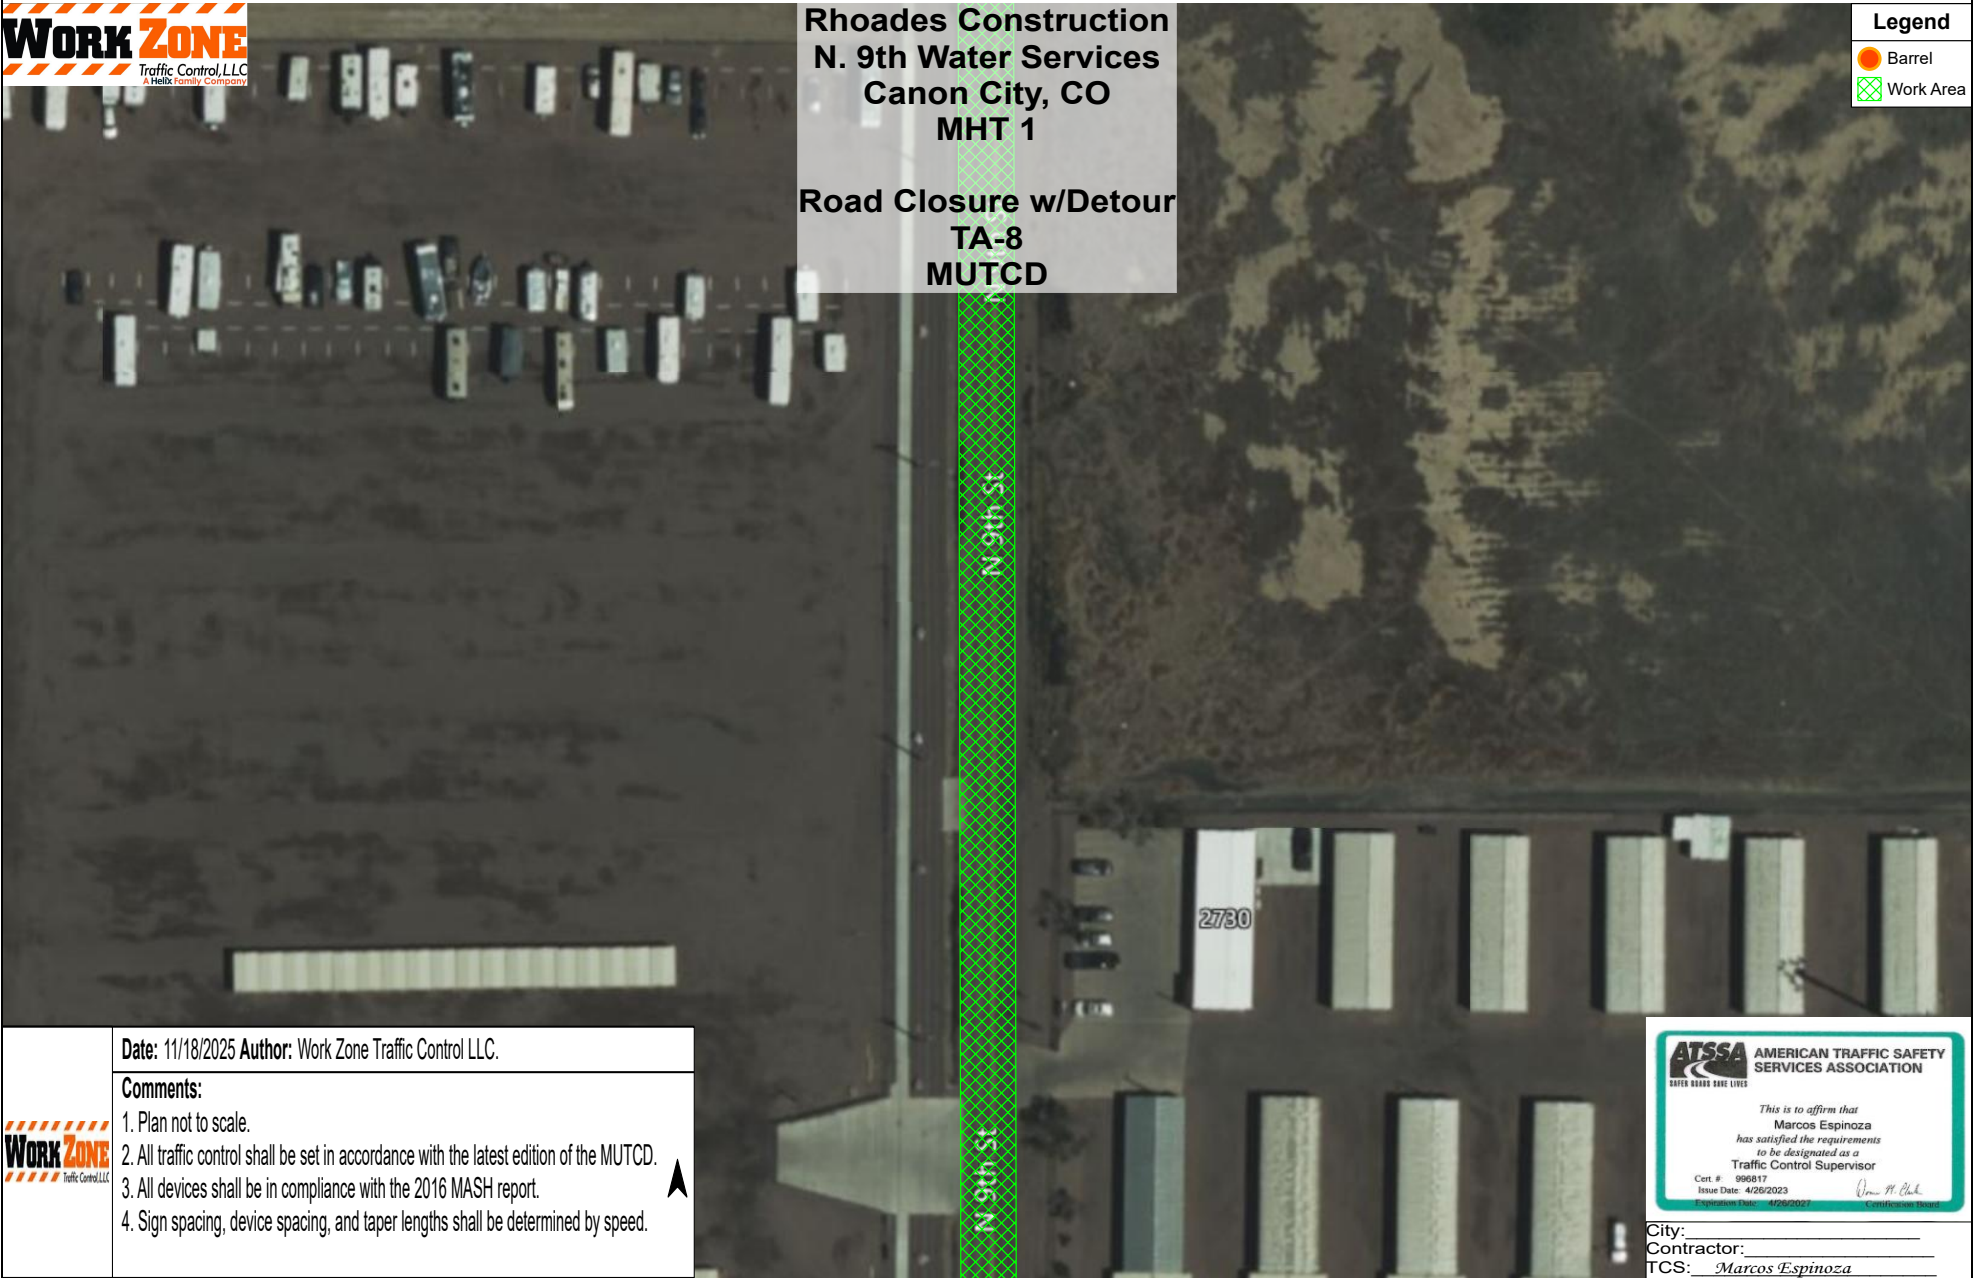 WORK ZONE
Traffic Control, LLC
A Helix Family Company
Rhoades Construction
N. 9th Water Services
Canon City, CO
MHT 1
Road Closure w/Detour
TA-8
MUTCD
Legend
Barrel
Work Area
N 9th St
2730
N 9th St
Date: 11/18/2025 Author: Work Zone Traffic Control LLC.
Comments:
1. Plan not to scale.
2. All traffic control shall be set in accordance with the latest edition of the MUTCD.
3. All devices shall be in compliance with the 2016 MASH report.
4. Sign spacing, device spacing, and taper lengths shall be determined by speed.
WORK ZONE
Traffic Control, LLC
ATSSA
SAFER ROADS SAVE LIVES
AMERICAN TRAFFIC SAFETY
SERVICES ASSOCIATION
This is to affirm that
Marcos Espinoza
has satisfied the requirements
to be designated as a
Traffic Control Supervisor
Cert. #: 996817
Issue Date: 4/26/2023
Expiration Date: 4/26/2027
Certification Board
City:
Contractor:
TCS: Marcos Espinoza